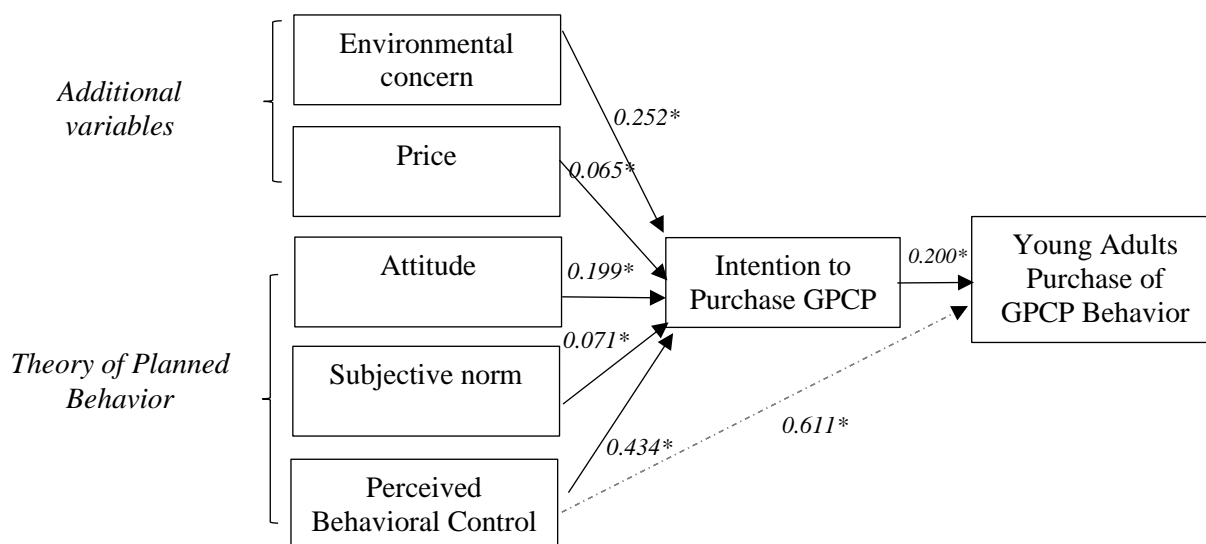 Additional
variables
Theory of Planned
Behavior
Environmental
concern
Price
Attitude
Subjective norm
Perceived
Behavioral Control
0.252*
0.065*
0.199*
0.071*
0.434*
Intention to
Purchase GPCP
0.200*
0.611*
Young Adults
Purchase of
GPCP Behavior